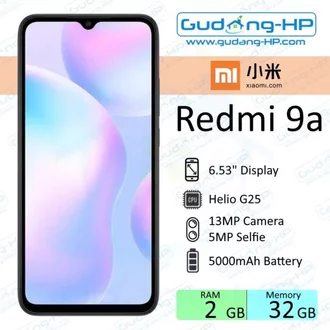 Gudang-HP
www.gudang-HP.com
mi 小米
xiaomi.com
Redmi 9a
6.53" Display
CPU
Helio G25
13MP Camera
5MP Selfie
5000mAh Battery
RAM
2 GB
Memory
32 GB